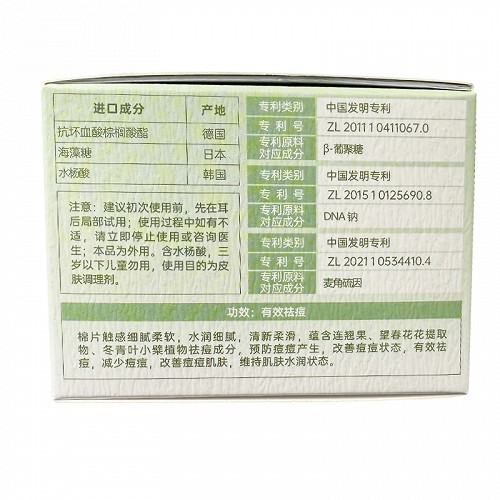 进口成分 产地
抗坏血酸棕榈酸酯 德国
海藻糖 日本
水杨酸 韩国
注意：建议初次使用前，先在耳
后局部试用；使用过程中如有不
适，请立即停止使用或咨询医
生；本品为外用。含水杨酸，三
岁以下儿童勿用，使用目的为皮
肤调理剂。
专利类别 中国发明专利
专利号 ZL 2011 1 0411067.0
专利原料
对应成分 β-葡聚糖
专利类别 中国发明专利
专利号 ZL 2015 1 0125690.8
专利原料
对应成分 DNA 钠
专利类别 中国发明专利
专利号 ZL 2021 1 0534410.4
专利原料
对应成分 麦角硫因
功效：有效祛痘
棉片触感细腻柔软，水润细腻，清新柔滑，蕴含连翘果、望春花花提取
物、冬青叶小檗植物祛痘成分，预防痘痘产生，改善痘痘状态，有效祛
痘，减少痘痘，改善痘痘肌肤，维持肌肤水润状态。